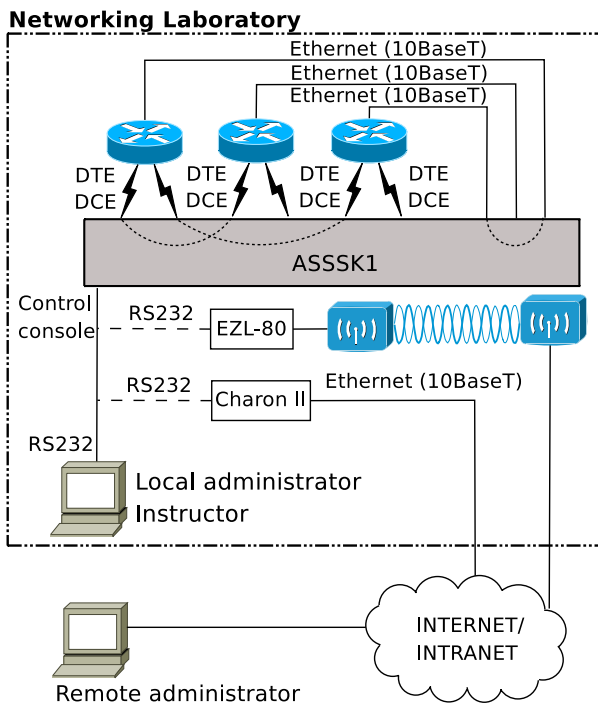 Networking Laboratory
Ethernet (10BaseT)
Ethernet (10BaseT)
Ethernet (10BaseT)
DTE
DCE
DTE
DCE
DTE
DCE
DTE
DCE
ASSSK1
Control
console
RS232
EZL-80
RS232
Charon II
Ethernet (10BaseT)
RS232
Local administrator
Instructor
INTERNET/
INTRANET
Remote administrator